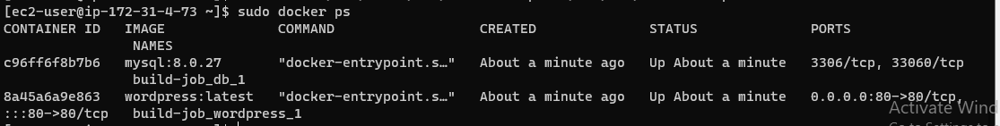 [ec2-user@ip-172-31-4-73 ~]$ sudo docker ps
CONTAINER ID   IMAGE              COMMAND                  CREATED              STATUS              PORTS
                   NAMES
c96ff6f8b7b6   mysql:8.0.27       "docker-entrypoint.s…"   About a minute ago   Up About a minute   3306/tcp, 33060/tcp
                   build-job_db_1
8a45a6a9e863   wordpress:latest   "docker-entrypoint.s…"   About a minute ago   Up About a minute   0.0.0.0:80->80/tcp,
:::80->80/tcp   build-job_wordpress_1
Activate Wind